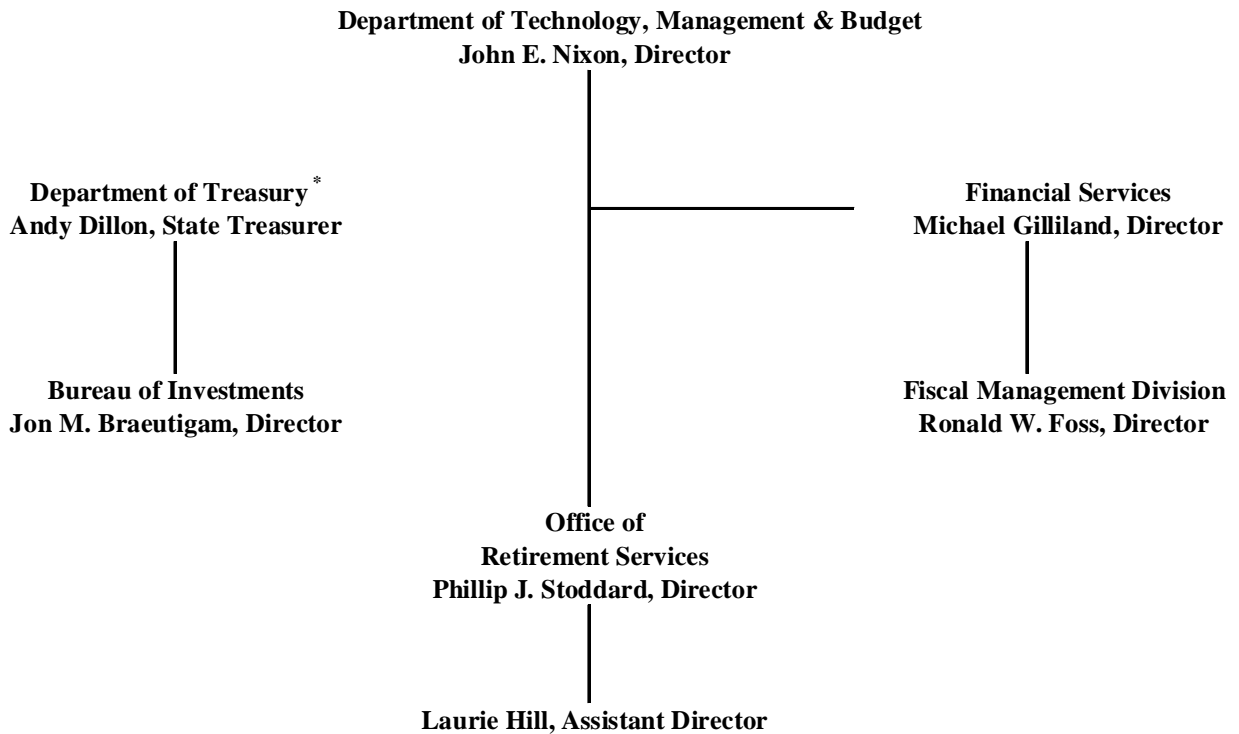 Department of Technology, Management & Budget
John E. Nixon, Director
Department of Treasury *
Andy Dillon, State Treasurer
Financial Services
Michael Gilliland, Director
Bureau of Investments
Jon M. Braeutigam, Director
Fiscal Management Division
Ronald W. Foss, Director
Office of
Retirement Services
Phillip J. Stoddard, Director
Laurie Hill, Assistant Director